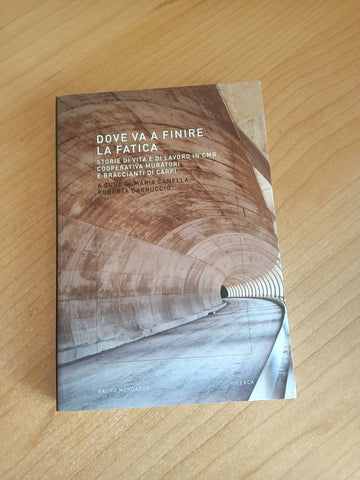 DOVE VA A FINIRE
LA FATICA
STORIE DI VITA E DI LAVORO IN CMB
COOPERATIVA MURATORI
E BRACCIANTI DI CARPI
A CURA DI MARIA CANELLA,
ROBERTA GARRUCCIO
BRUNO MONDADORI
RICERCA